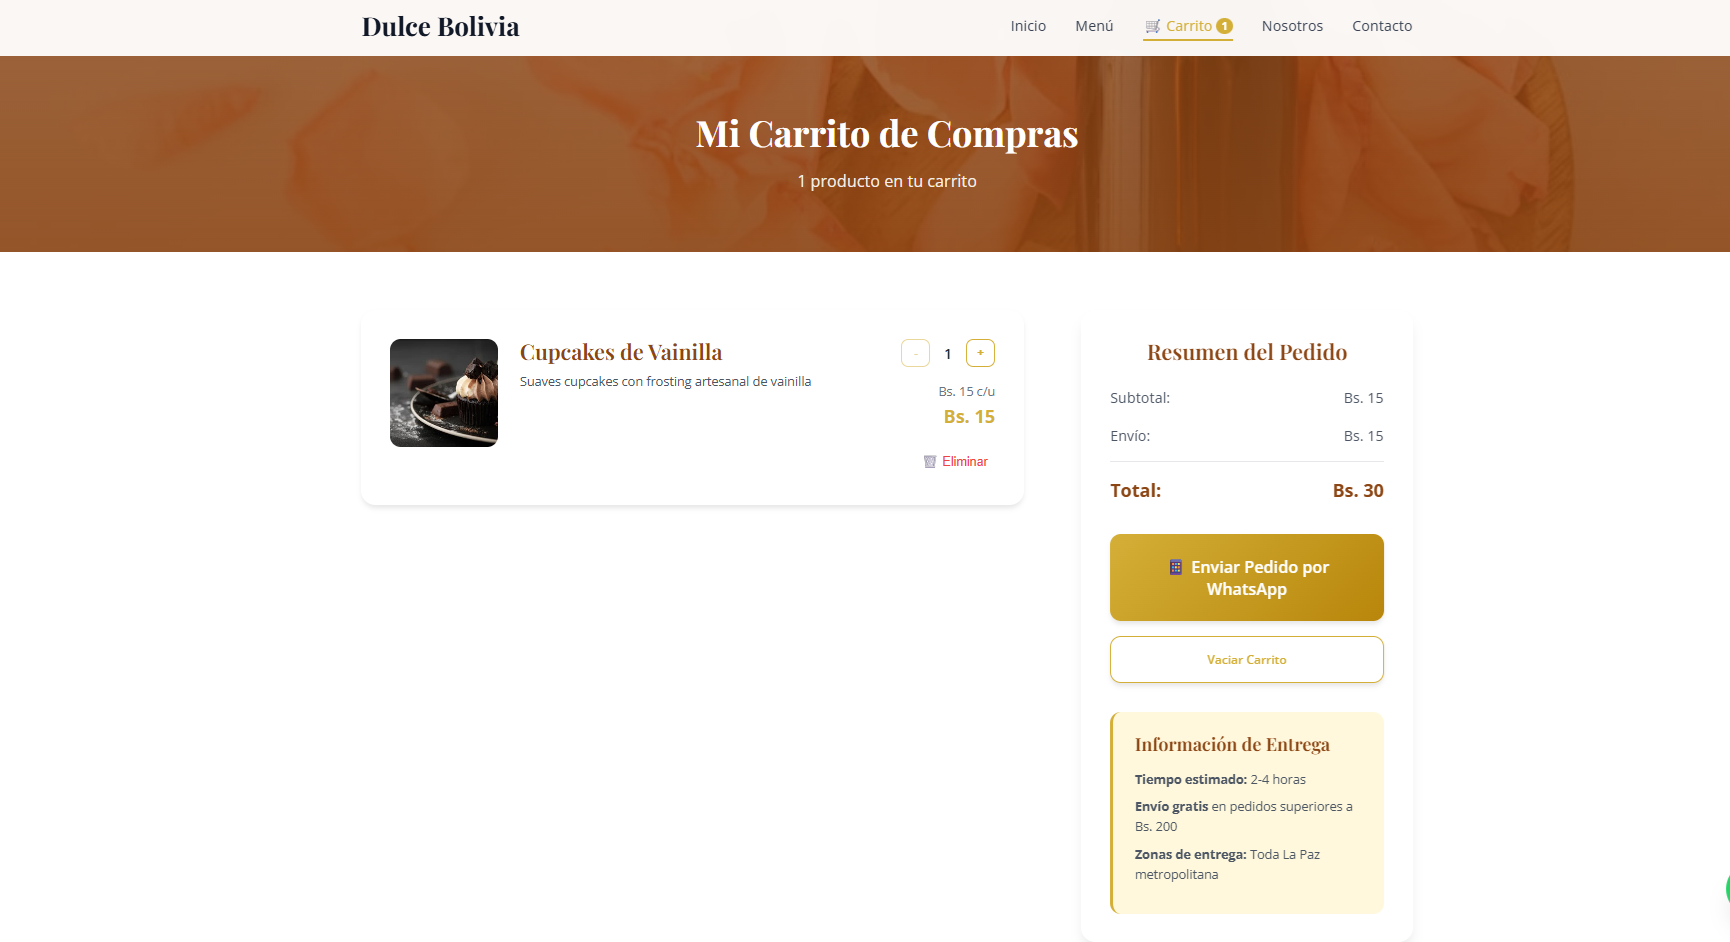 Dulce Bolivia
Inicio Menú Carrito 1 Nosotros Contacto
Mi Carrito de Compras
1 producto en tu carrito
Cupcakes de Vainilla
Suaves cupcakes con frosting artesanal de vainilla
- 1 +
Bs. 15 c/u
Bs. 15
Eliminar
Resumen del Pedido
Subtotal: Bs. 15
Envío: Bs. 15
Total: Bs. 30
Enviar Pedido por
WhatsApp
Vaciar Carrito
Información de Entrega
Tiempo estimado: 2-4 horas
Envío gratis en pedidos superiores a
Bs. 200
Zonas de entrega: Toda La Paz
metropolitana